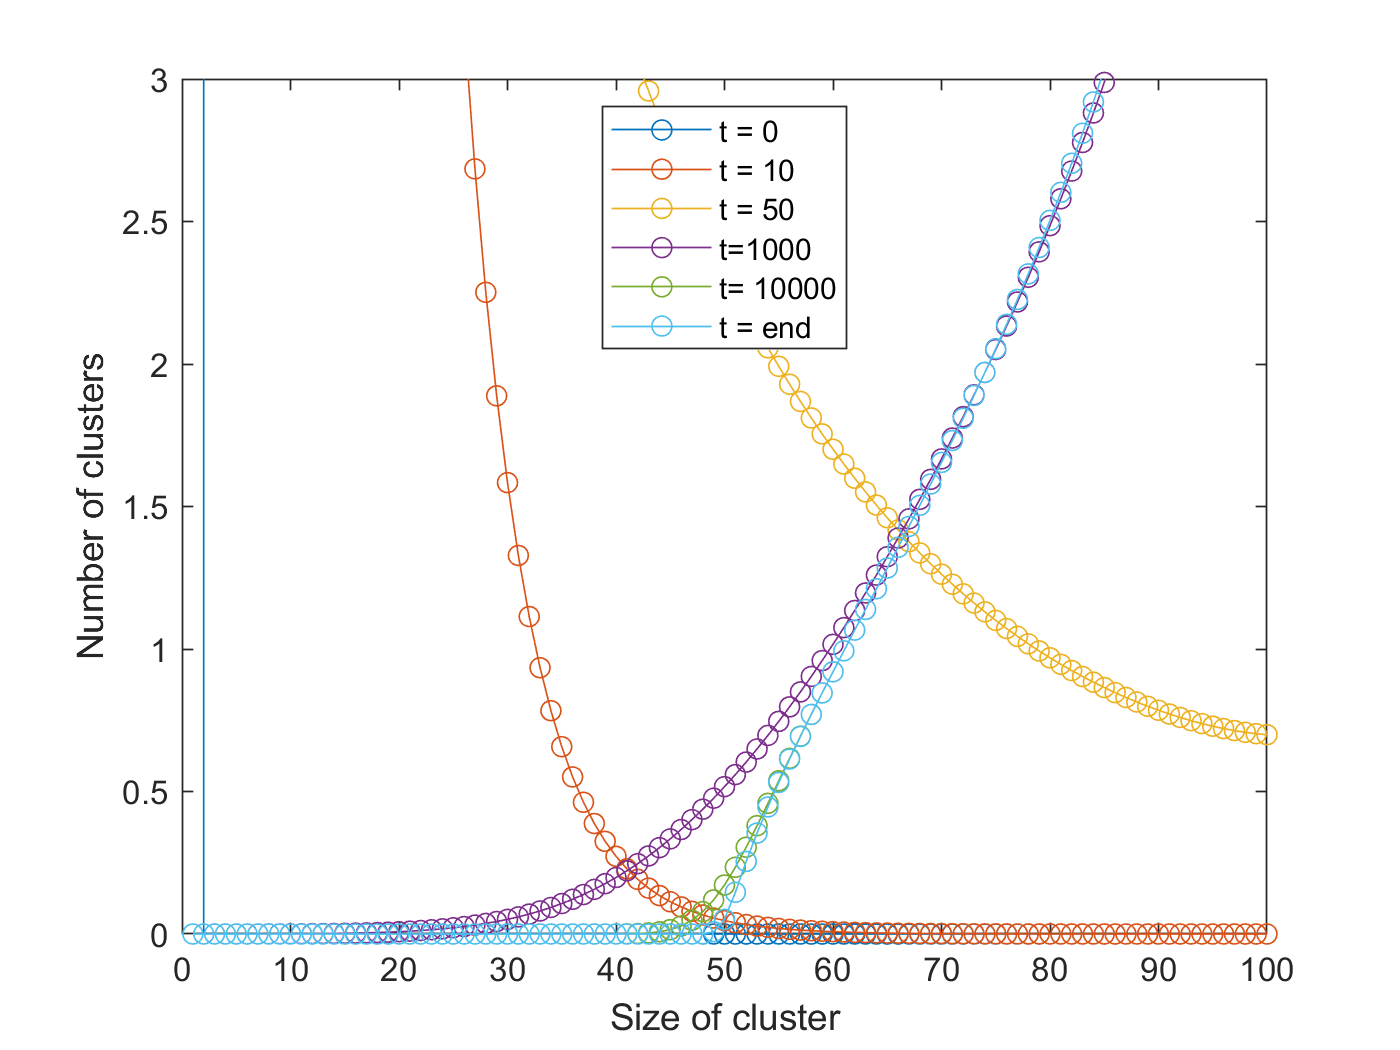 3
2.5
2
1.5
1
0.5
0
Number of clusters
t = 0
t = 10
t = 50
t=1000
t= 10000
t = end
0 10 20 30 40 50 60 70 80 90 100
Size of cluster